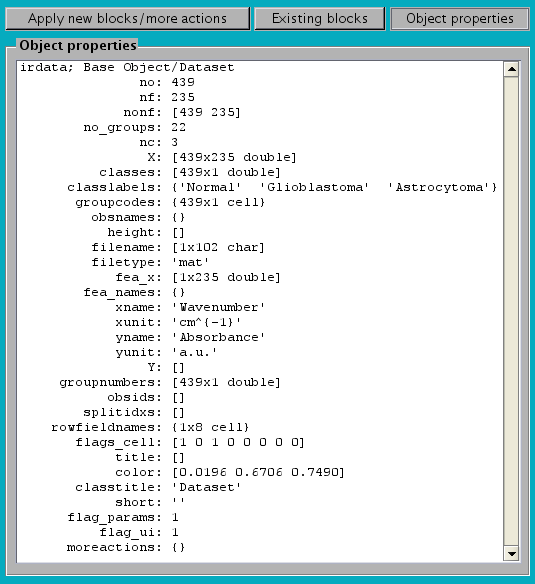 Apply new blocks/more actions
Existing blocks
Object properties
Object properties
irdata; Base Object/Dataset
no: 439
nf: 235
nonf: [439 235]
no_groups: 22
nc: 3
X: [439x235 double]
classes: [439x1 double]
classlabels: {'Normal' 'Glioblastoma' 'Astrocytoma'}
groupcodes: {439x1 cell}
obsnames: {}
height: []
filename: [1x102 char]
filetype: 'mat'
fea_x: [1x235 double]
fea_names: {}
xname: 'Wavenumber'
xunit: 'cm^{-1}'
yname: 'Absorbance'
yunit: 'a.u.'
Y: []
groupnumbers: [439x1 double]
obsids: []
splitidxs: []
rowfieldnames: {1x8 cell}
flags_cell: [1 0 1 0 0 0 0 0]
title: []
color: [0.0196 0.6706 0.7490]
classtitle: 'Dataset'
short: ''
flag_params: 1
flag_ui: 1
moreactions: {}